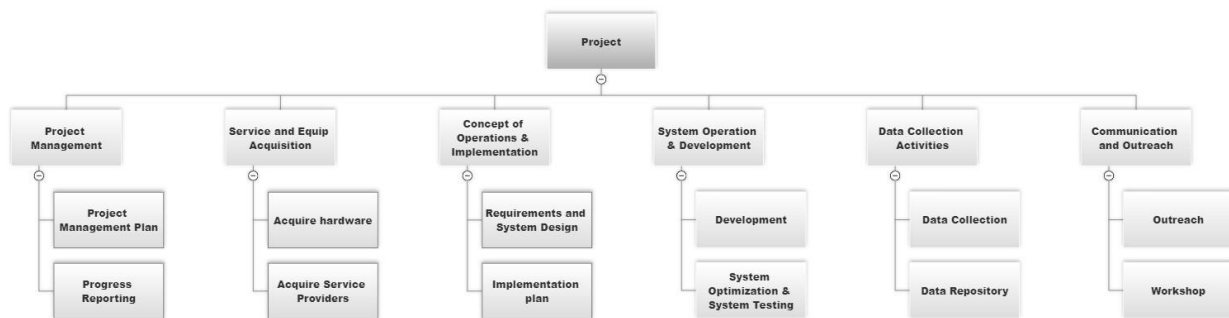 Project
Project
Management
Service and Equip
Acquisition
Concept of
Operations &
Implementation
System Operation
& Development
Data Collection
Activities
Communication
and Outreach
Project
Management Plan
Acquire hardware
Requirements and
System Design
Development
Data Collection
Outreach
Progress
Reporting
Acquire Service
Providers
Implementation
plan
System
Optimization &
System Testing
Data Repository
Workshop